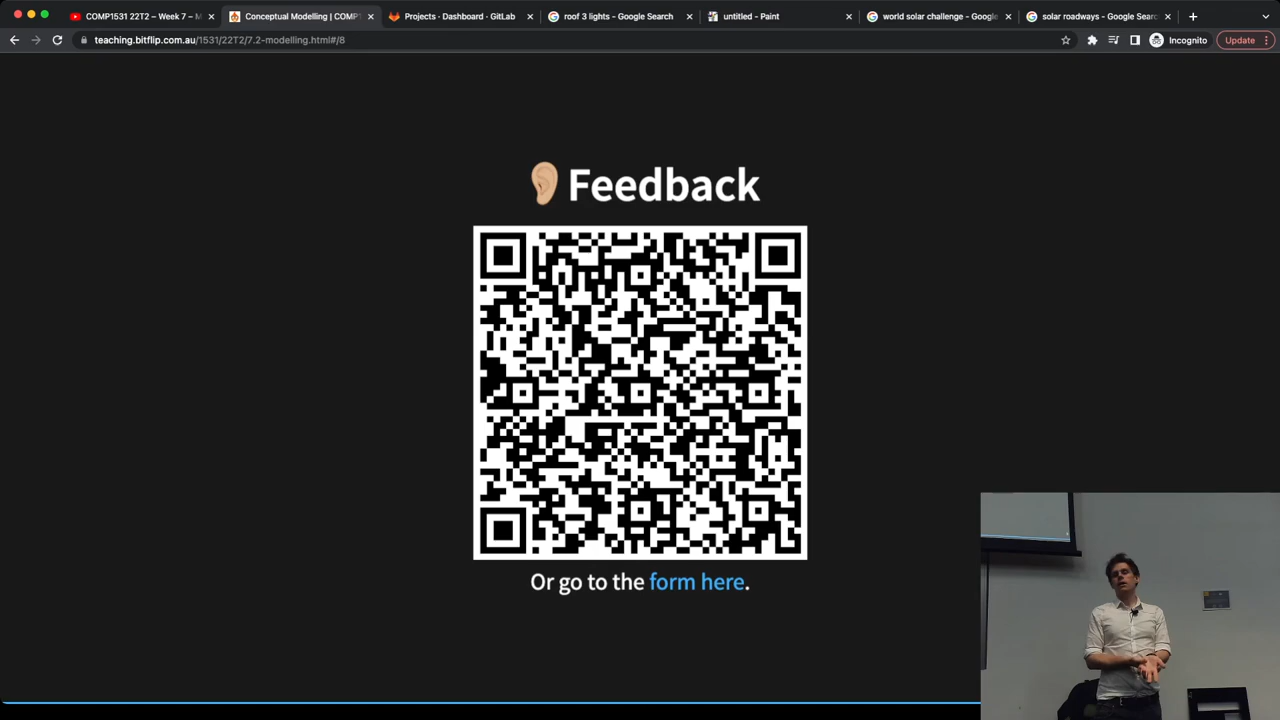 COMP1531 22T2 – Week 7 – M
Conceptual Modelling | COMP1
Projects · Dashboard · GitLab
roof 3 lights - Google Search
untitled - Paint
world solar challenge - Google
solar roadways - Google Searc
teaching.bitflip.com.au/1531/22T2/7.2-modelling.html#/8
Incognito
Update
Feedback
Or go to the form here.